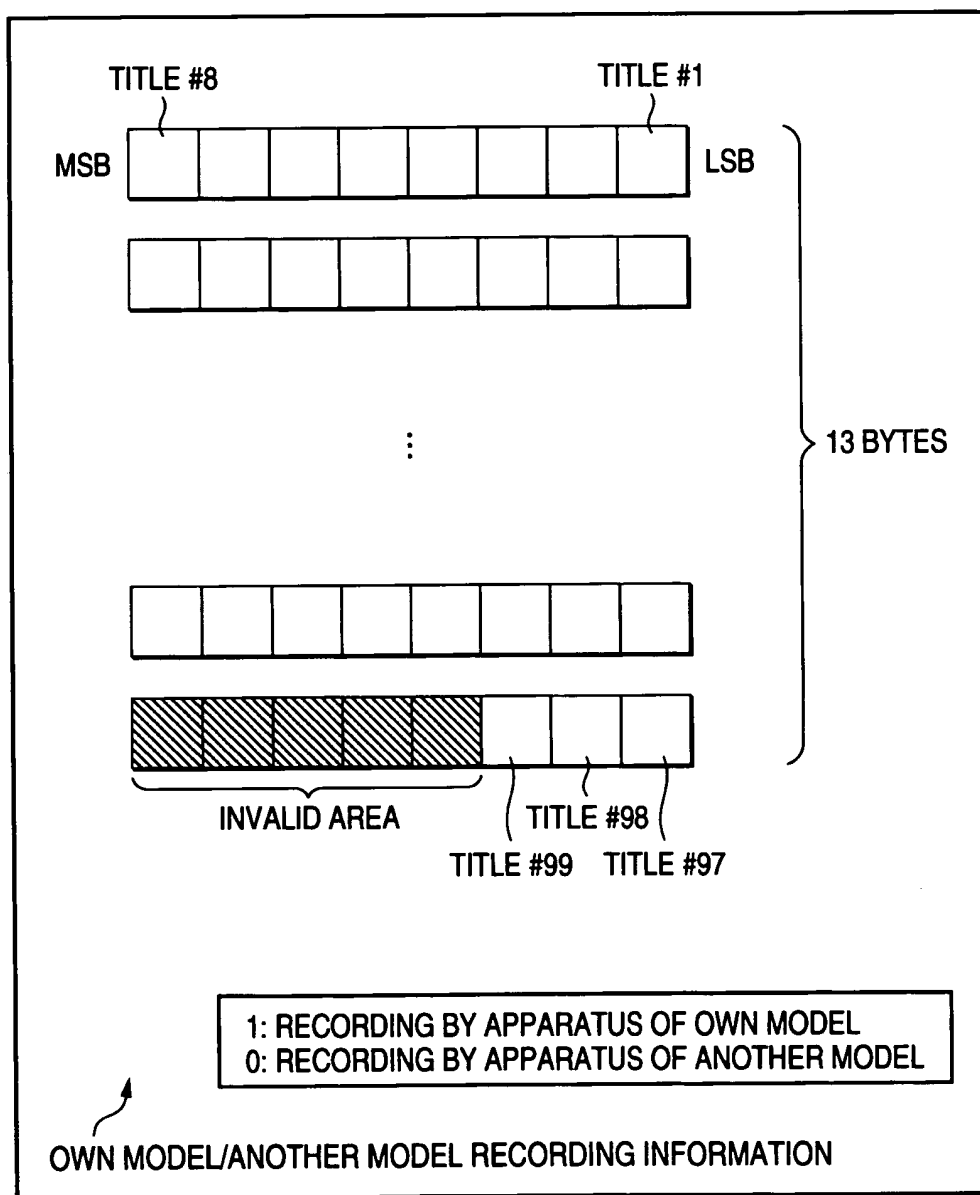 TITLE #8
TITLE #1
MSB
LSB
⋮
13 BYTES
INVALID AREA
TITLE #98
TITLE #99
TITLE #97
1: RECORDING BY APPARATUS OF OWN MODEL
0: RECORDING BY APPARATUS OF ANOTHER MODEL
OWN MODEL/ANOTHER MODEL RECORDING INFORMATION